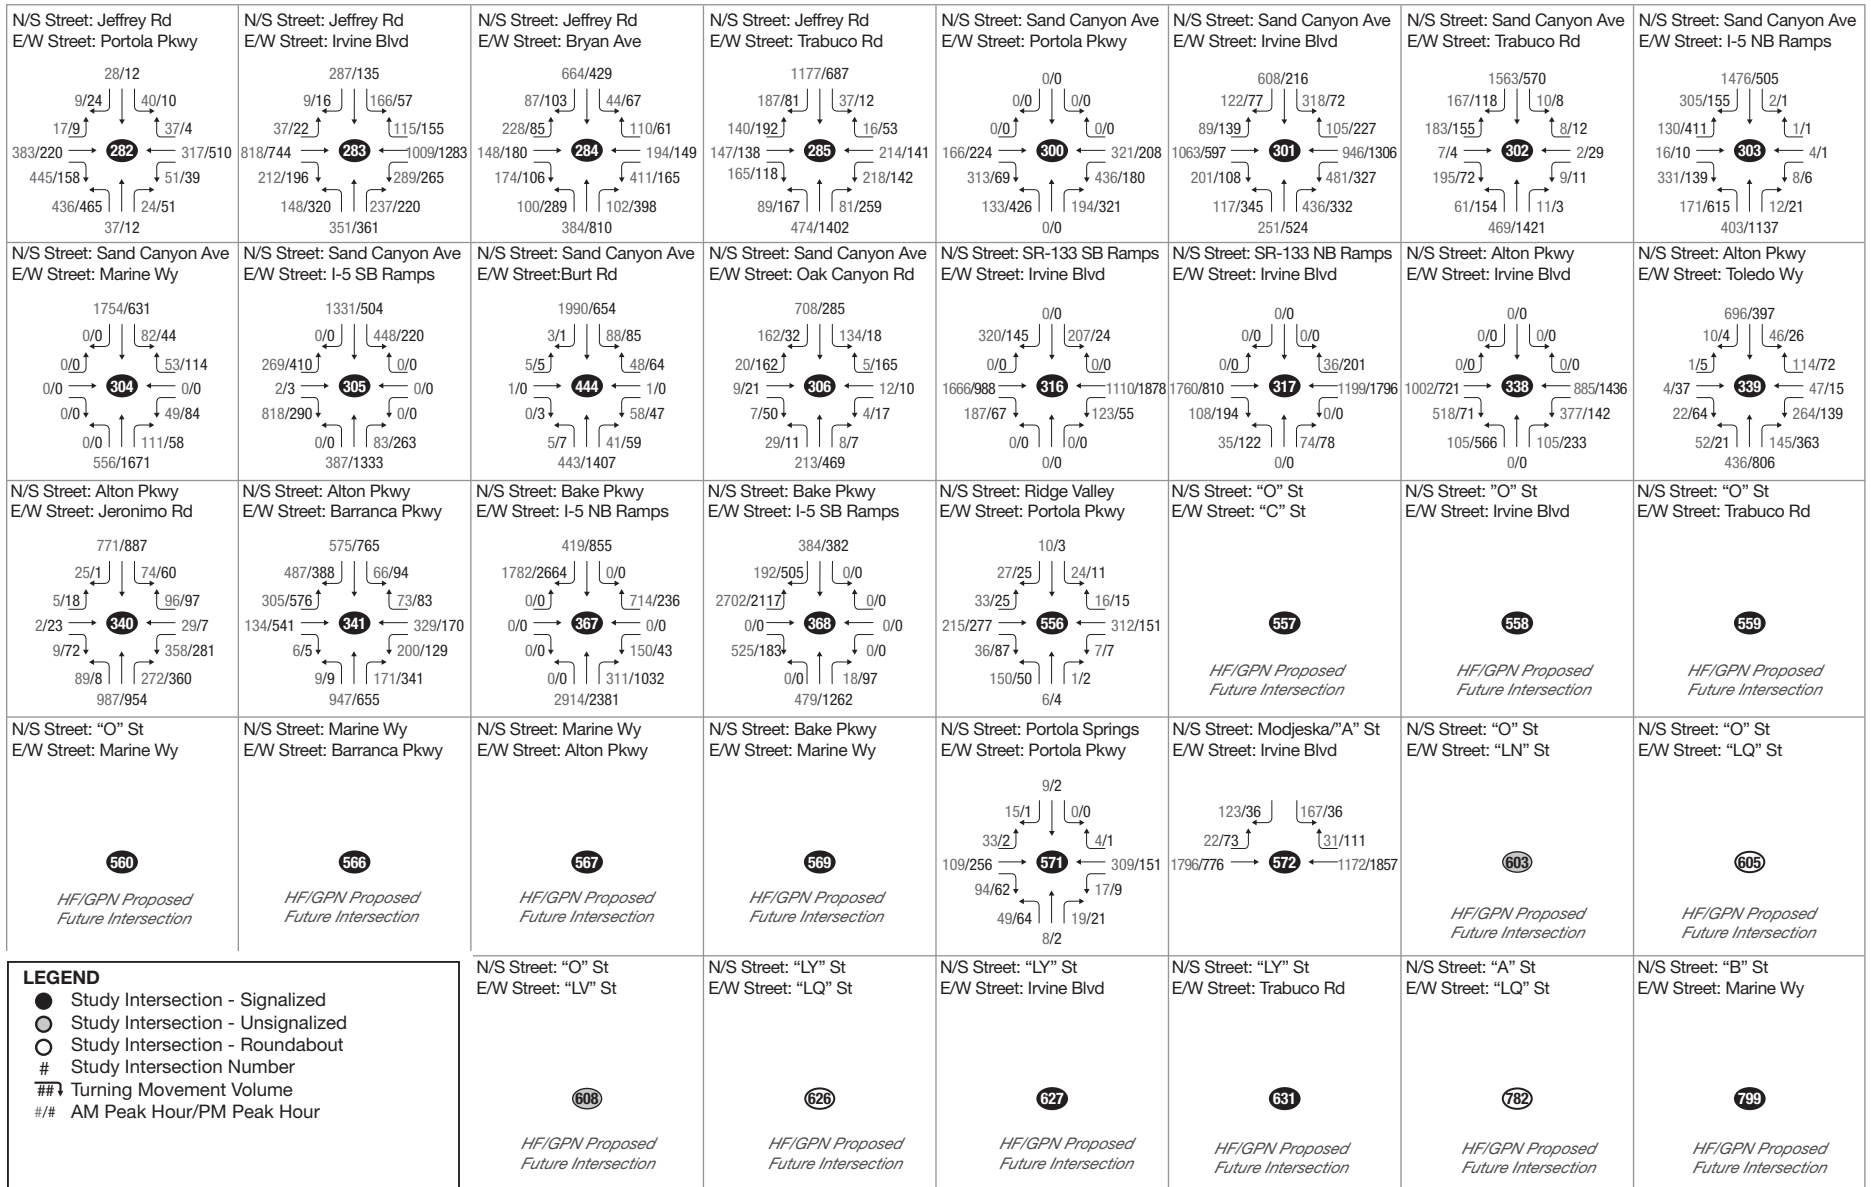 N/S Street: Jeffrey Rd
E/W Street: Portola Pkwy
28/12
9/24 40/10
17/9 37/4
383/220 282 317/510
445/158 51/39
436/465 24/51
37/12
N/S Street: Jeffrey Rd
E/W Street: Irvine Blvd
287/135
9/16 166/57
37/22 115/155
818/744 283 1009/1283
212/196 289/265
148/320 237/220
351/361
N/S Street: Jeffrey Rd
E/W Street: Bryan Ave
664/429
87/103 44/67
228/85 110/61
148/180 284 194/149
174/106 411/165
100/289 102/398
384/810
N/S Street: Jeffrey Rd
E/W Street: Trabuco Rd
1177/687
187/81 37/12
140/192 16/53
147/138 285 214/141
165/118 218/142
89/167 81/259
474/1402
N/S Street: Sand Canyon Ave
E/W Street: Portola Pkwy
0/0
0/0 0/0
0/0 0/0
166/224 300 321/208
313/69 436/180
133/426 194/321
0/0
N/S Street: Sand Canyon Ave
E/W Street: Irvine Blvd
608/216
122/77 318/72
89/139 105/227
1063/597 301 946/1306
201/108 481/327
117/345 436/332
251/524
N/S Street: Sand Canyon Ave
E/W Street: Trabuco Rd
1563/570
167/118 10/8
183/155 8/12
7/4 302 2/29
195/72 9/11
61/154 11/3
469/1421
N/S Street: Sand Canyon Ave
E/W Street: I-5 NB Ramps
1476/505
305/155 2/1
130/411 1/1
16/10 303 4/1
331/139 8/6
171/615 12/21
403/1137
N/S Street: Sand Canyon Ave
E/W Street: Marine Wy
1754/631
0/0 82/44
0/0 53/114
0/0 304 0/0
0/0 49/84
0/0 111/58
556/1671
N/S Street: Sand Canyon Ave
E/W Street: I-5 SB Ramps
1331/504
0/0 448/220
269/410 0/0
2/3 305 0/0
818/290 0/0
0/0 83/263
387/1333
N/S Street: Sand Canyon Ave
E/W Street:Burt Rd
1990/654
3/1 88/85
5/5 48/64
1/0 444 1/0
0/3 58/47
5/7 41/59
443/1407
N/S Street: Sand Canyon Ave
E/W Street: Oak Canyon Rd
708/285
162/32 134/18
20/162 5/165
9/21 306 12/10
7/50 4/17
29/11 8/7
213/469
N/S Street: SR-133 SB Ramps
E/W Street: Irvine Blvd
0/0
320/145 207/24
0/0 0/0
1666/988 316 1110/1878
187/67 123/55
0/0 0/0
0/0
N/S Street: SR-133 NB Ramps
E/W Street: Irvine Blvd
0/0
0/0 0/0
0/0 36/201
1760/810 317 1199/1796
108/194 0/0
35/122 74/78
0/0
N/S Street: Alton Pkwy
E/W Street: Irvine Blvd
0/0
0/0 0/0
0/0 0/0
1002/721 338 885/1436
518/71 377/142
105/566 105/233
0/0
N/S Street: Alton Pkwy
E/W Street: Toledo Wy
696/397
10/4 46/26
1/5 114/72
4/37 339 47/15
22/64 264/139
52/21 145/363
436/806
N/S Street: Alton Pkwy
E/W Street: Jeronimo Rd
771/887
25/1 74/60
5/18 96/97
2/23 340 29/7
9/72 358/281
89/8 272/360
987/954
N/S Street: Alton Pkwy
E/W Street: Barranca Pkwy
575/765
487/388 66/94
305/576 73/83
134/541 341 329/170
6/5 200/129
9/9 171/341
947/655
N/S Street: Bake Pkwy
E/W Street: I-5 NB Ramps
419/855
1782/2664 0/0
0/0 714/236
0/0 367 0/0
0/0 150/43
0/0 311/1032
2914/2381
N/S Street: Bake Pkwy
E/W Street: I-5 SB Ramps
384/382
192/505 0/0
2702/2117 0/0
0/0 368 0/0
525/183 0/0
0/0 18/97
479/1262
N/S Street: Ridge Valley
E/W Street: Portola Pkwy
10/3
27/25 24/11
33/25 16/15
215/277 556 312/151
36/87 7/7
150/50 1/2
6/4
N/S Street: "O" St
E/W Street: "C" St
557
HF/GPN Proposed
Future Intersection
N/S Street: "O" St
E/W Street: Irvine Blvd
558
HF/GPN Proposed
Future Intersection
N/S Street: "O" St
E/W Street: Trabuco Rd
559
HF/GPN Proposed
Future Intersection
N/S Street: "O" St
E/W Street: Marine Wy
560
HF/GPN Proposed
Future Intersection
N/S Street: Marine Wy
E/W Street: Barranca Pkwy
566
HF/GPN Proposed
Future Intersection
N/S Street: Marine Wy
E/W Street: Alton Pkwy
567
HF/GPN Proposed
Future Intersection
N/S Street: Bake Pkwy
E/W Street: Marine Wy
569
HF/GPN Proposed
Future Intersection
N/S Street: Portola Springs
E/W Street: Portola Pkwy
9/2
15/1 0/0
33/2 4/1
109/256 571 309/151
94/62 17/9
49/64 19/21
8/2
N/S Street: Modjeska/"A" St
E/W Street: Irvine Blvd
123/36 167/36
22/73 31/111
1796/776 572 1172/1857
N/S Street: "O" St
E/W Street: "LN" St
603
HF/GPN Proposed
Future Intersection
N/S Street: "O" St
E/W Street: "LQ" St
605
HF/GPN Proposed
Future Intersection
LEGEND
Study Intersection - Signalized
Study Intersection - Unsignalized
Study Intersection - Roundabout
# Study Intersection Number
## Turning Movement Volume
#/# AM Peak Hour/PM Peak Hour
N/S Street: "O" St
E/W Street: "LV" St
608
HF/GPN Proposed
Future Intersection
N/S Street: "LY" St
E/W Street: "LQ" St
626
HF/GPN Proposed
Future Intersection
N/S Street: "LY" St
E/W Street: Irvine Blvd
627
HF/GPN Proposed
Future Intersection
N/S Street: "LY" St
E/W Street: Trabuco Rd
631
HF/GPN Proposed
Future Intersection
N/S Street: "A" St
E/W Street: "LQ" St
782
HF/GPN Proposed
Future Intersection
N/S Street: "B" St
E/W Street: Marine Wy
799
HF/GPN Proposed
Future Intersection